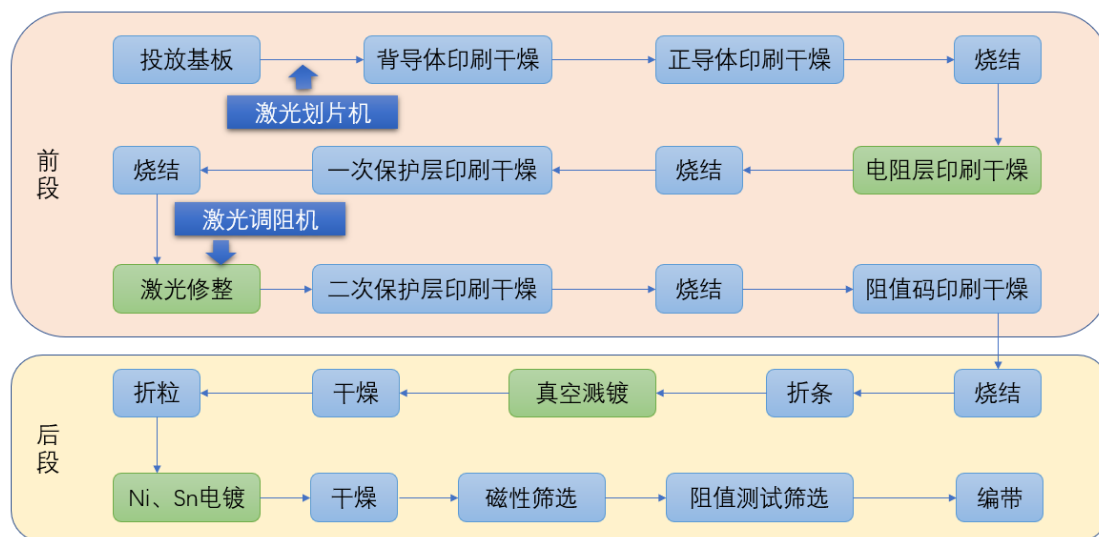 投放基板
背导体印刷干燥
正导体印刷干燥
烧结
激光划片机
前段
电阻层印刷干燥
烧结
一次保护层印刷干燥
烧结
激光调阻机
激光修整
二次保护层印刷干燥
烧结
阻值码印刷干燥
后段
烧结
折条
真空溅镀
干燥
折粒
Ni、Sn电镀
干燥
磁性筛选
阻值测试筛选
编带